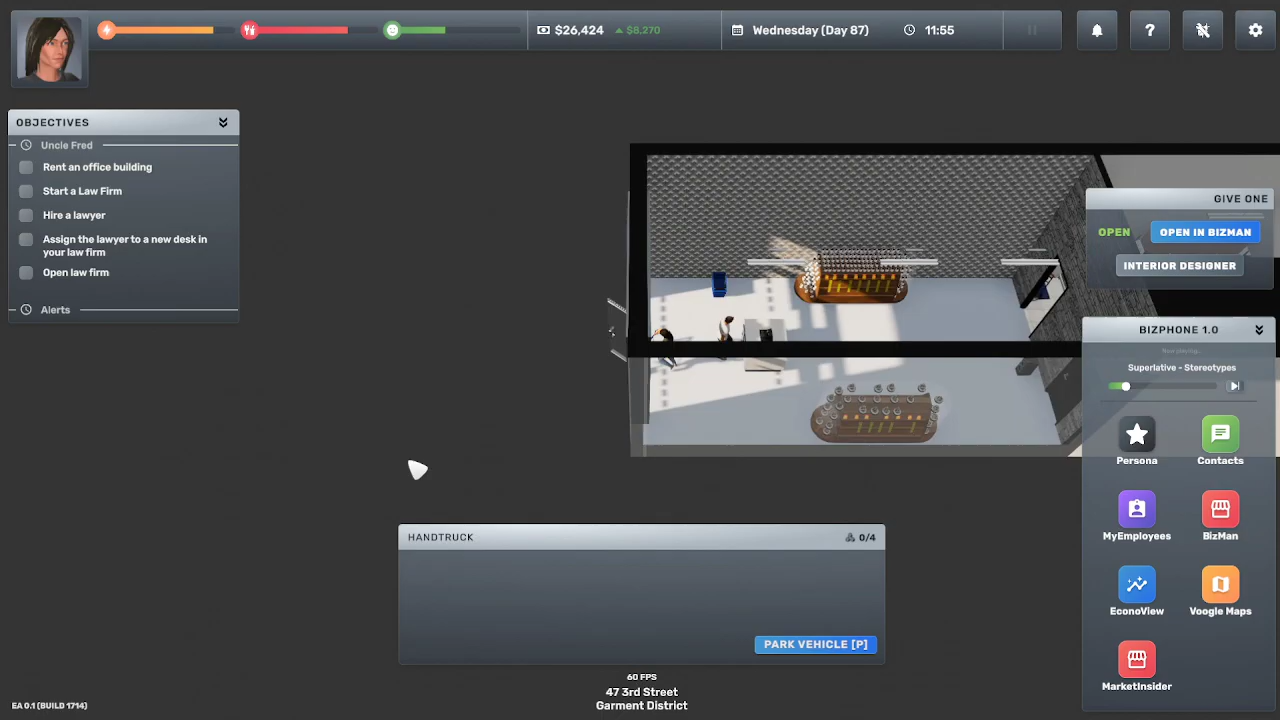 $26,424
$8,270
Wednesday (Day 87)
11:55
?
OBJECTIVES
Uncle Fred
Rent an office building
Start a Law Firm
Hire a lawyer
Assign the lawyer to a new desk in
your law firm
Open law firm
Alerts
GIVE ONE
OPEN
OPEN IN BIZMAN
INTERIOR DESIGNER
BIZPHONE 1.0
Now playing...
Superlative - Stereotypes
Persona
Contacts
MyEmployees
BizMan
EconoView
Voogle Maps
MarketInsider
HANDTRUCK
0/4
PARK VEHICLE [P]
60 FPS
47 3rd Street
Garment District
EA 0.1 (BUILD 1714)